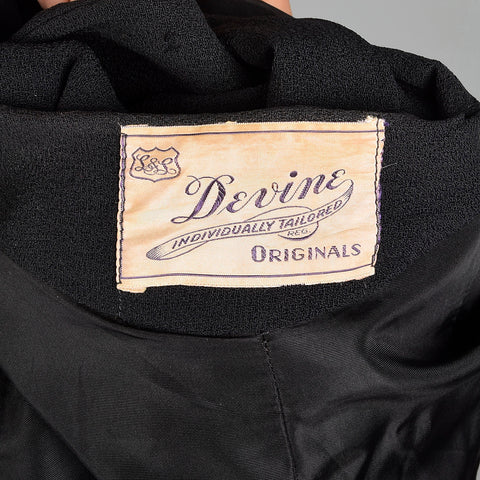 L&L
Devine
INDIVIDUALLY TAILORED
REG.
ORIGINALS